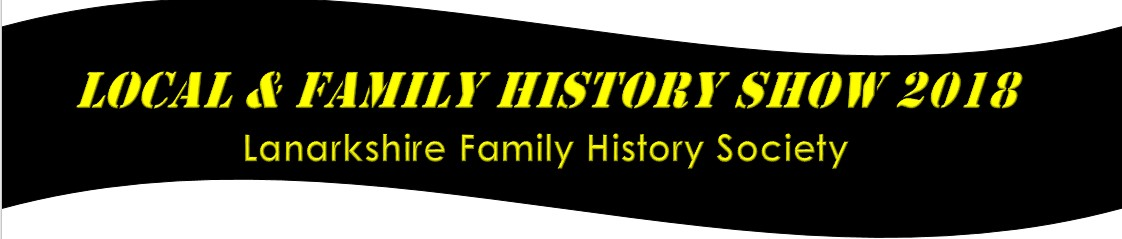 LOCAL & FAMILY HISTORY SHOW 2018
Lanarkshire Family History Society